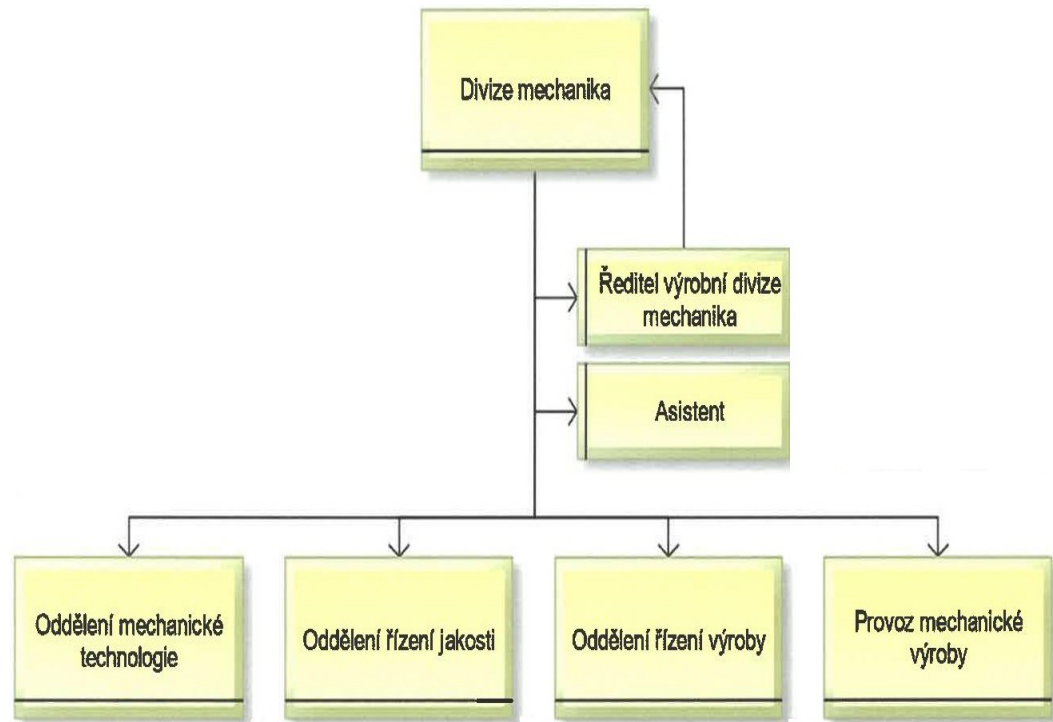 Divize mechanika
Ředitel výrobní divize
mechanika
Asistent
Oddělení mechanické
technologie
Oddělení řízení jakosti
Oddělení řízení výroby
Provoz mechanické
výroby